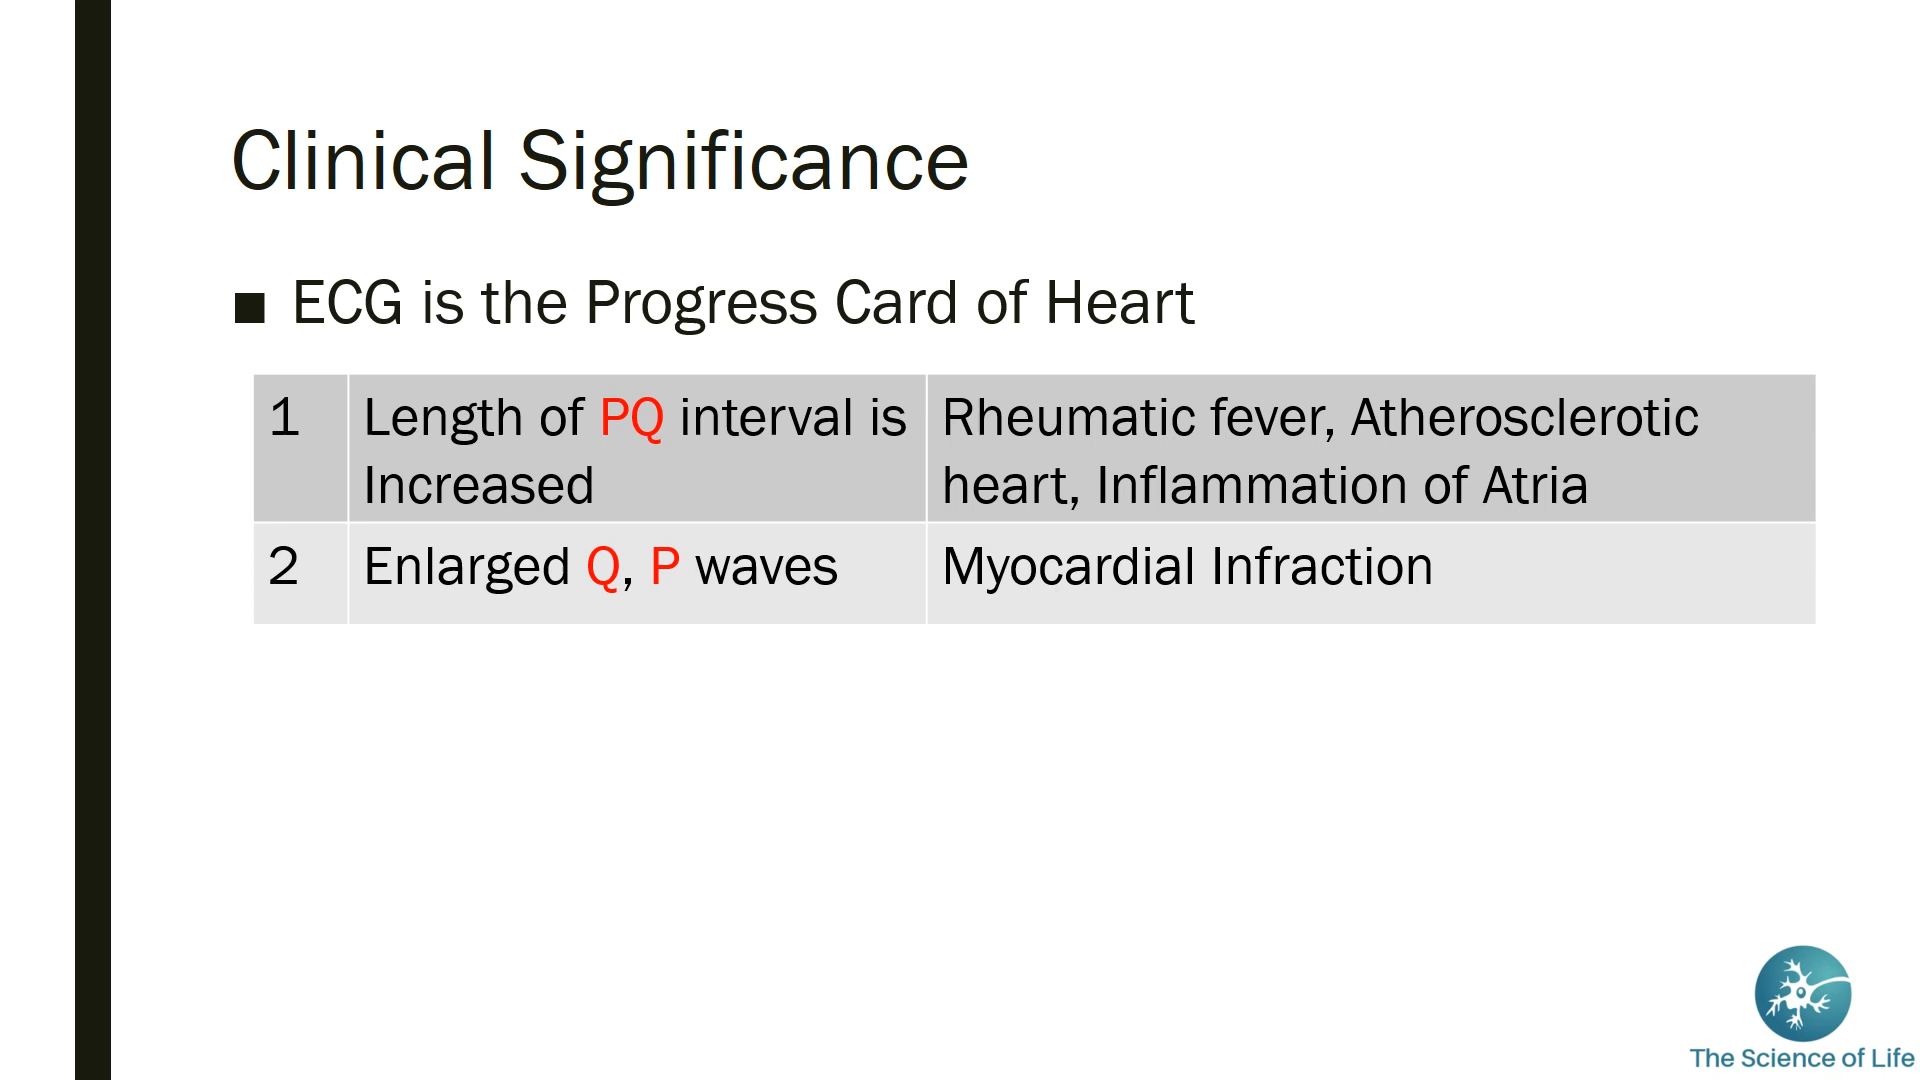 Clinical Significance
■ ECG is the Progress Card of Heart
1 Length of PQ interval is Increased Rheumatic fever, Atherosclerotic heart, Inflammation of Atria
2 Enlarged Q, P waves Myocardial Infraction
The Science of Life